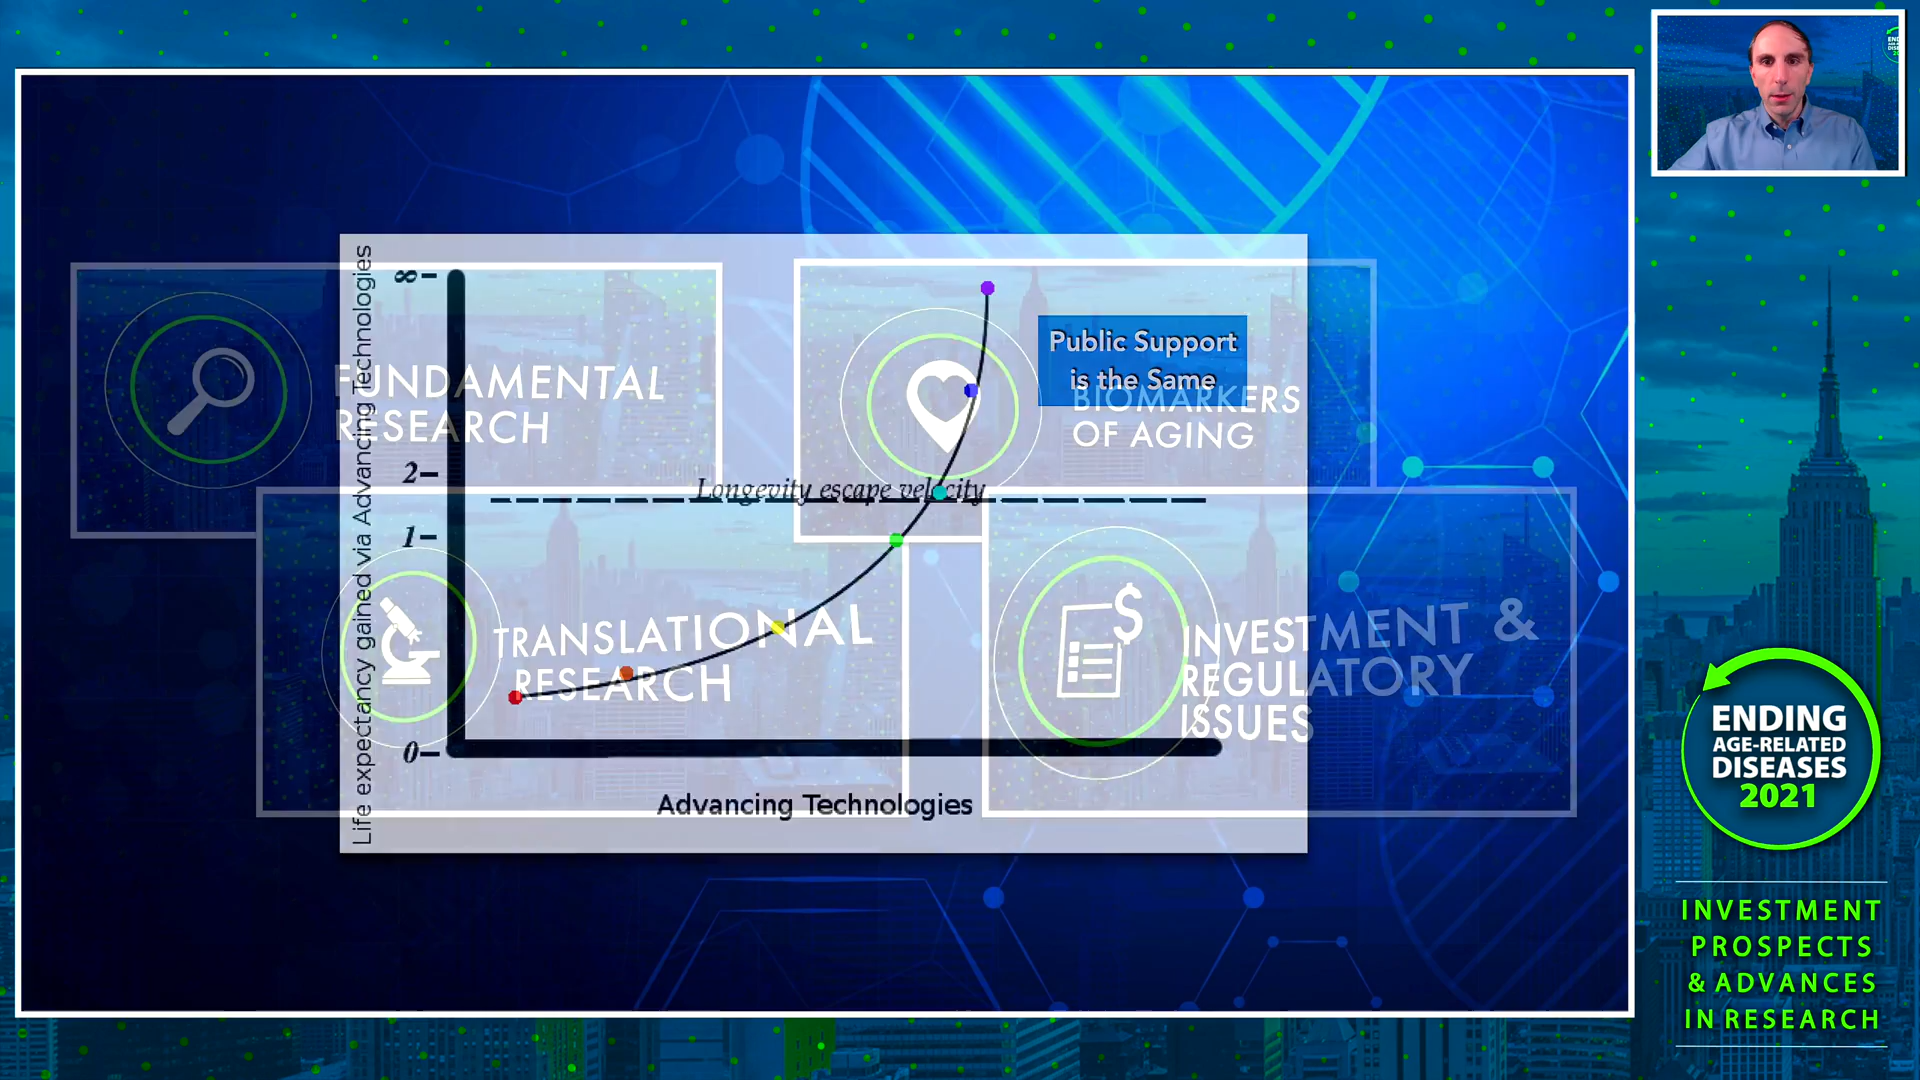 FUNDAMENTAL
RESEARCH
BIOMARKERS
OF AGING
TRANSLATIONAL
RESEARCH
INVESTMENT &
REGULATORY
ISSUES
Life expectancy gained via Advancing Technologies
∞
2
1
0
Longevity escape velocity
Public Support
is the Same
Advancing Technologies
ENDING
AGE-RELATED
DISEASES
2021
INVESTMENT
PROSPECTS
& ADVANCES
IN RESEARCH